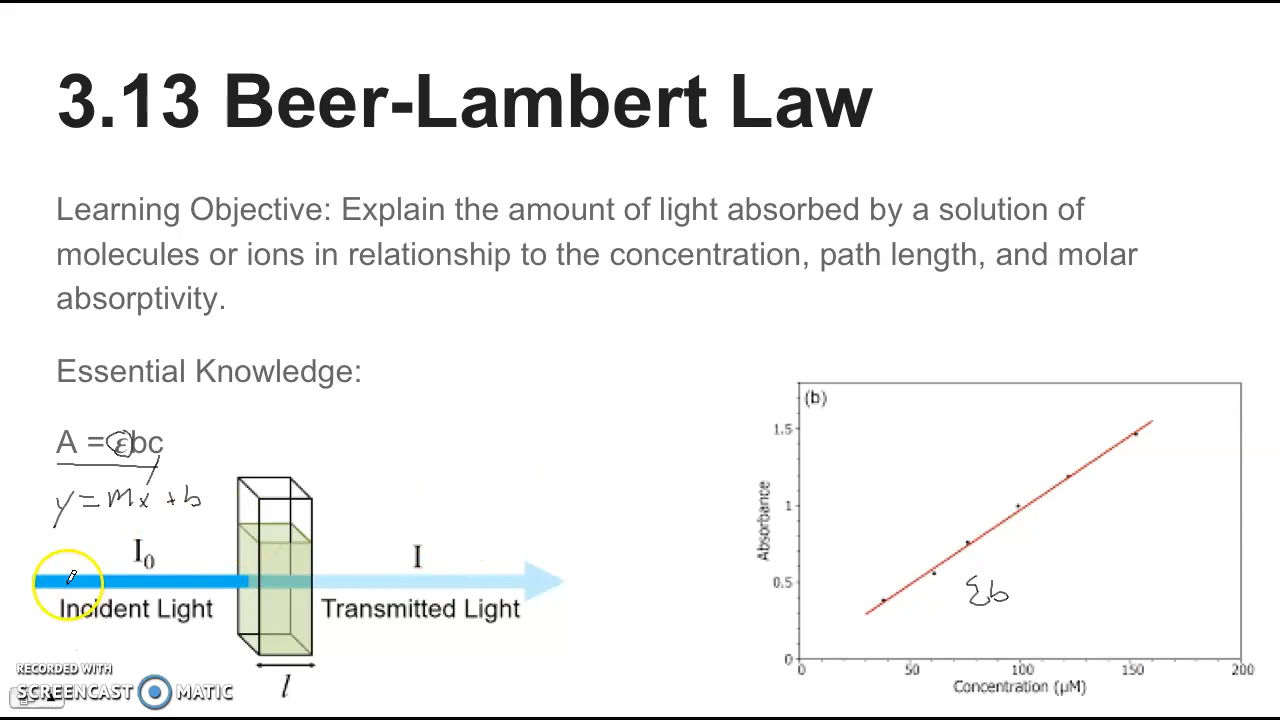 3.13 Beer-Lambert Law
Learning Objective: Explain the amount of light absorbed by a solution of
molecules or ions in relationship to the concentration, path length, and molar
absorptivity.
Essential Knowledge:
A = εbc
y = mx + b
I₀
I
Incident Light
Transmitted Light
l
(b)
1.5
1
0.5
0
Absorbance
εb
0
50
100
150
200
Concentration (μM)
RECORDED WITH
SCREENCAST MATIC